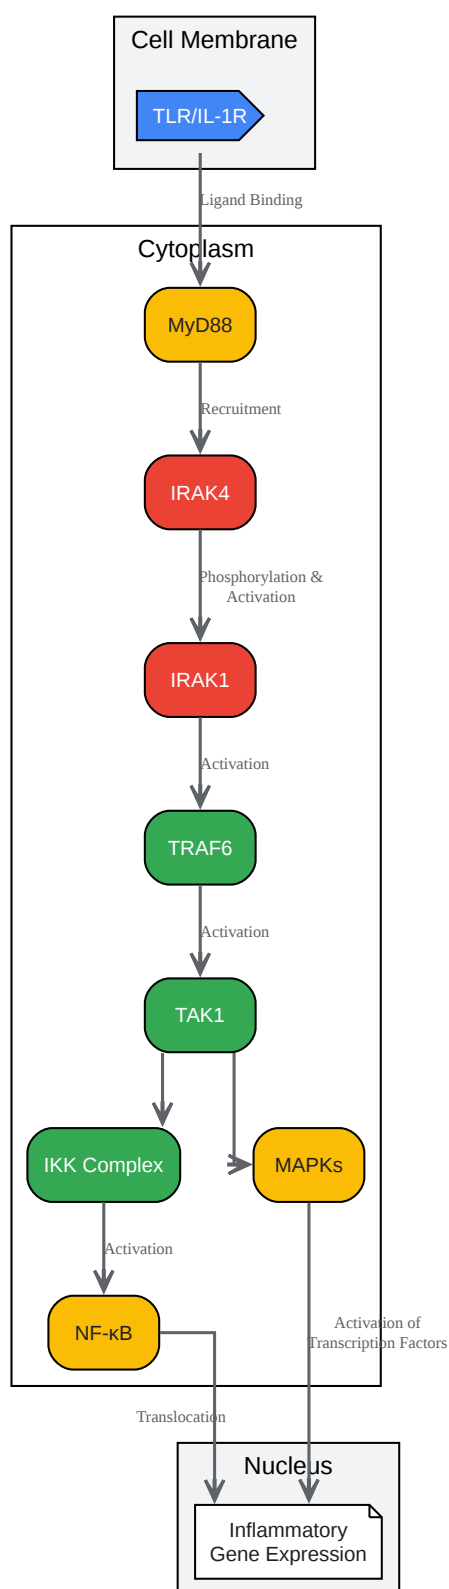 Cell Membrane
TLR/IL-1R
Ligand Binding
Cytoplasm
MyD88
Recruitment
IRAK4
Phosphorylation &
Activation
IRAK1
Activation
TRAF6
Activation
TAK1
IKK Complex
MAPKs
Activation
NF-κB
Activation of
Transcription Factors
Translocation
Nucleus
Inflammatory
Gene Expression